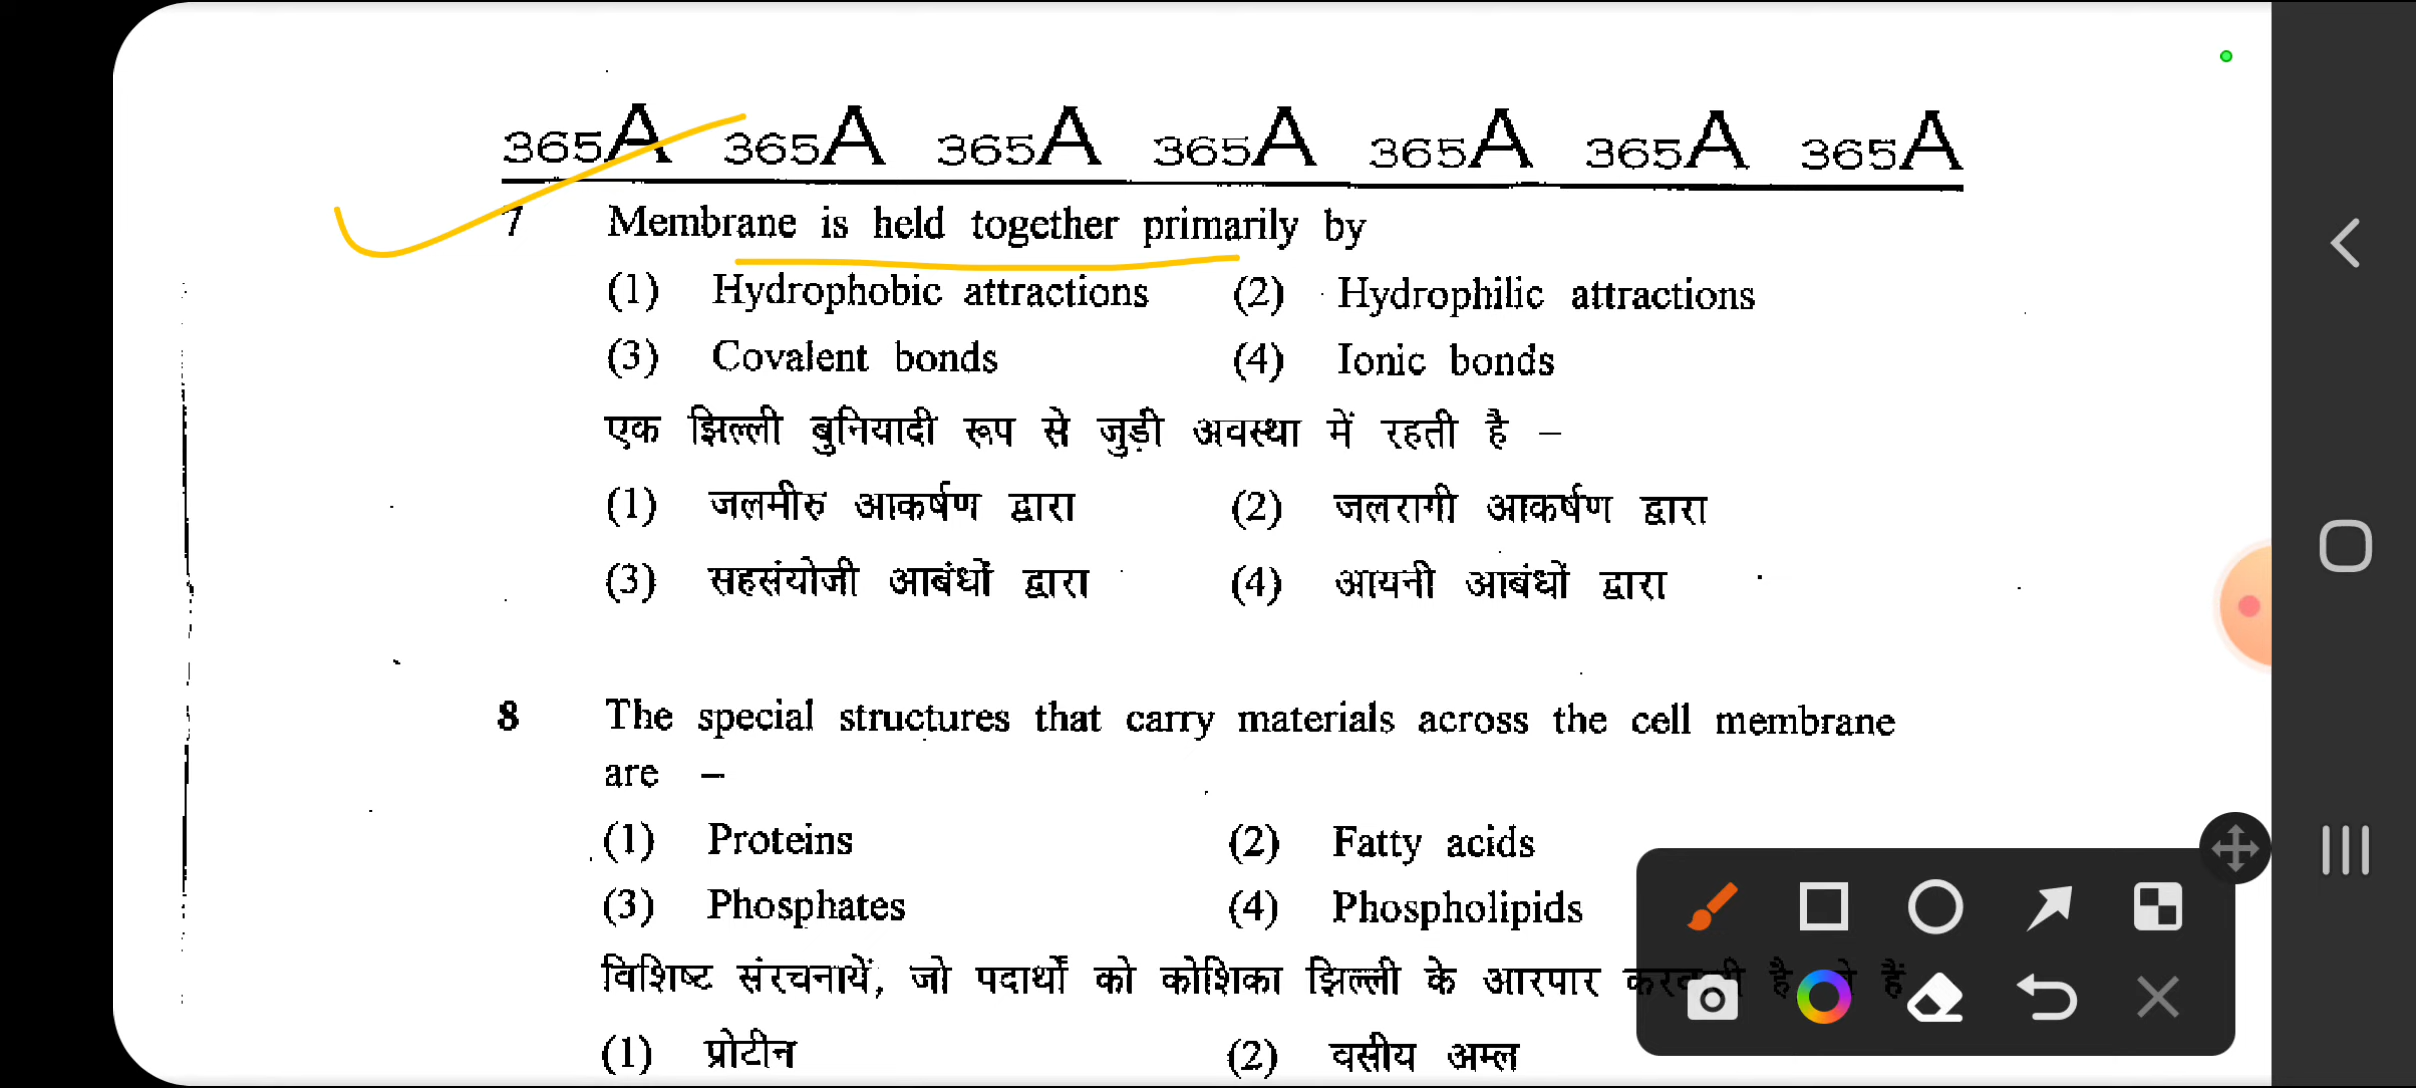 365A 365A 365A 365A 365A 365A 365A
7 Membrane is held together primarily by
(1) Hydrophobic attractions (2) Hydrophilic attractions
(3) Covalent bonds (4) Ionic bonds
एक झिल्ली बुनियादी रूप से जुड़ी अवस्था में रहती है –
(1) जलमीरु आकर्षण द्वारा (2) जलरागी आकर्षण द्वारा
(3) सहसंयोजी आबंधों द्वारा (4) आयनी आबंधों द्वारा
8 The special structures that carry materials across the cell membrane
are –
(1) Proteins (2) Fatty acids
(3) Phosphates (4) Phospholipids
विशिष्ट संरचनायें, जो पदार्थों को कोशिका झिल्ली के आरपार है हैं
(1) प्रोटीन (2) वसीय अम्ल